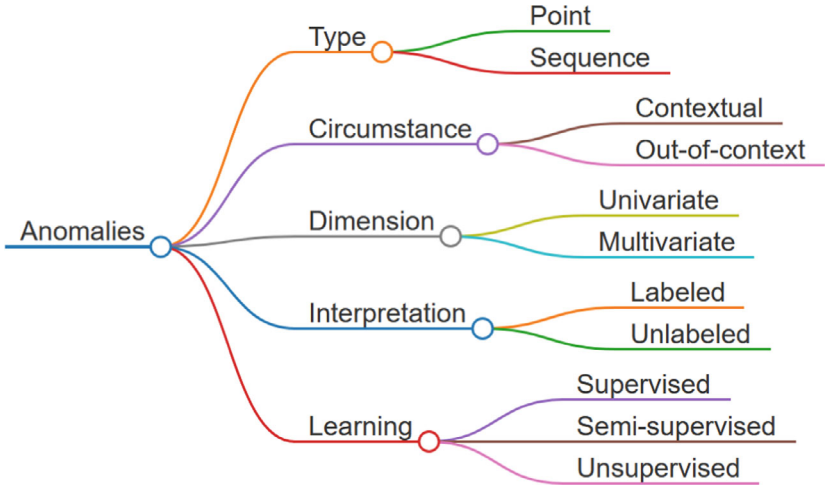 Anomalies
Type
Point
Sequence
Circumstance
Contextual
Out-of-context
Dimension
Univariate
Multivariate
Interpretation
Labeled
Unlabeled
Learning
Supervised
Semi-supervised
Unsupervised